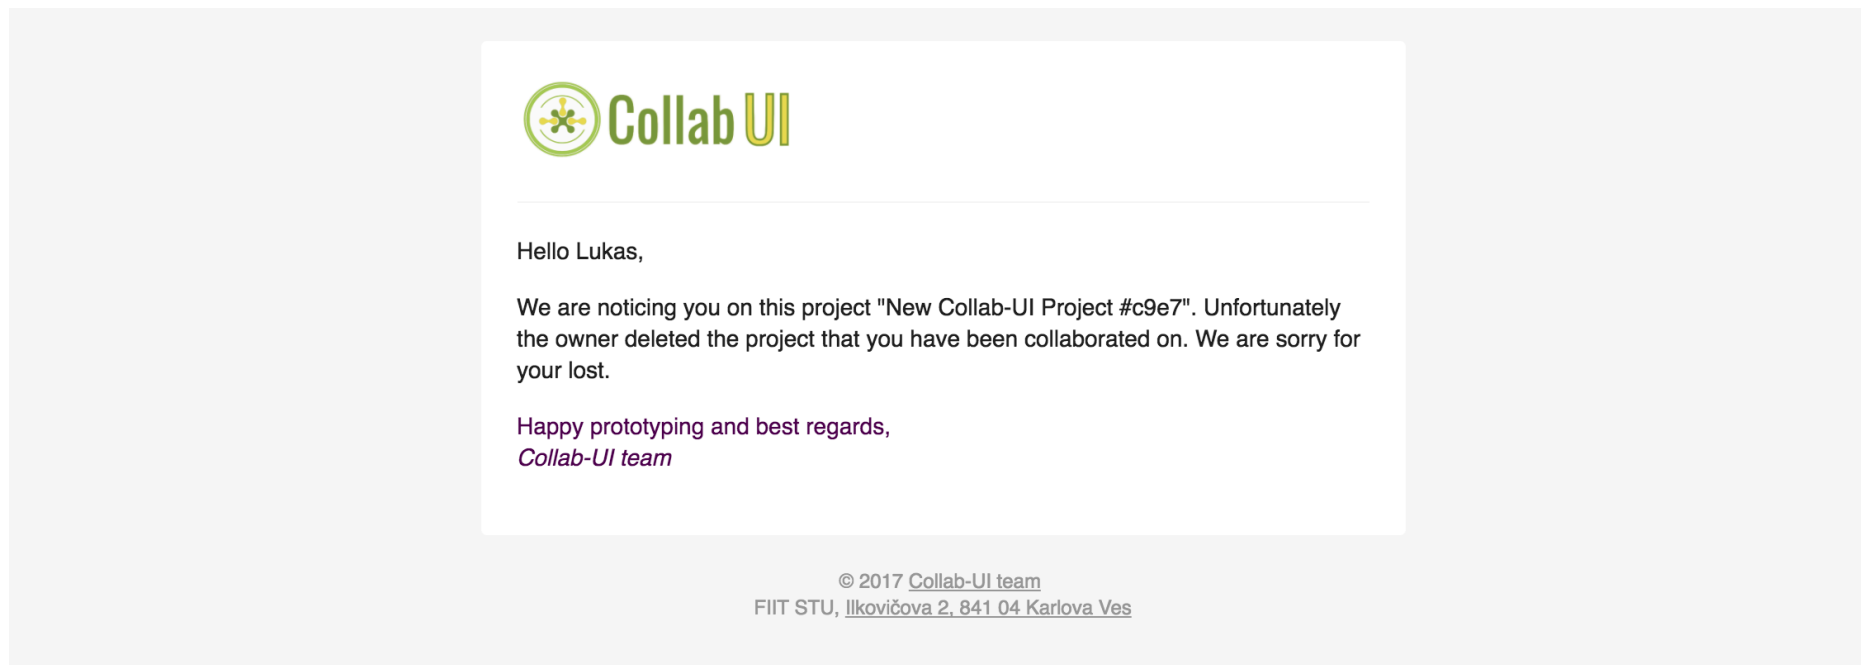 Collab UI
Hello Lukas,
We are noticing you on this project "New Collab-UI Project #c9e7". Unfortunately
the owner deleted the project that you have been collaborated on. We are sorry for
your lost.
Happy prototyping and best regards,
Collab-UI team
© 2017 Collab-UI team
FIIT STU, Ilkovičova 2, 841 04 Karlova Ves